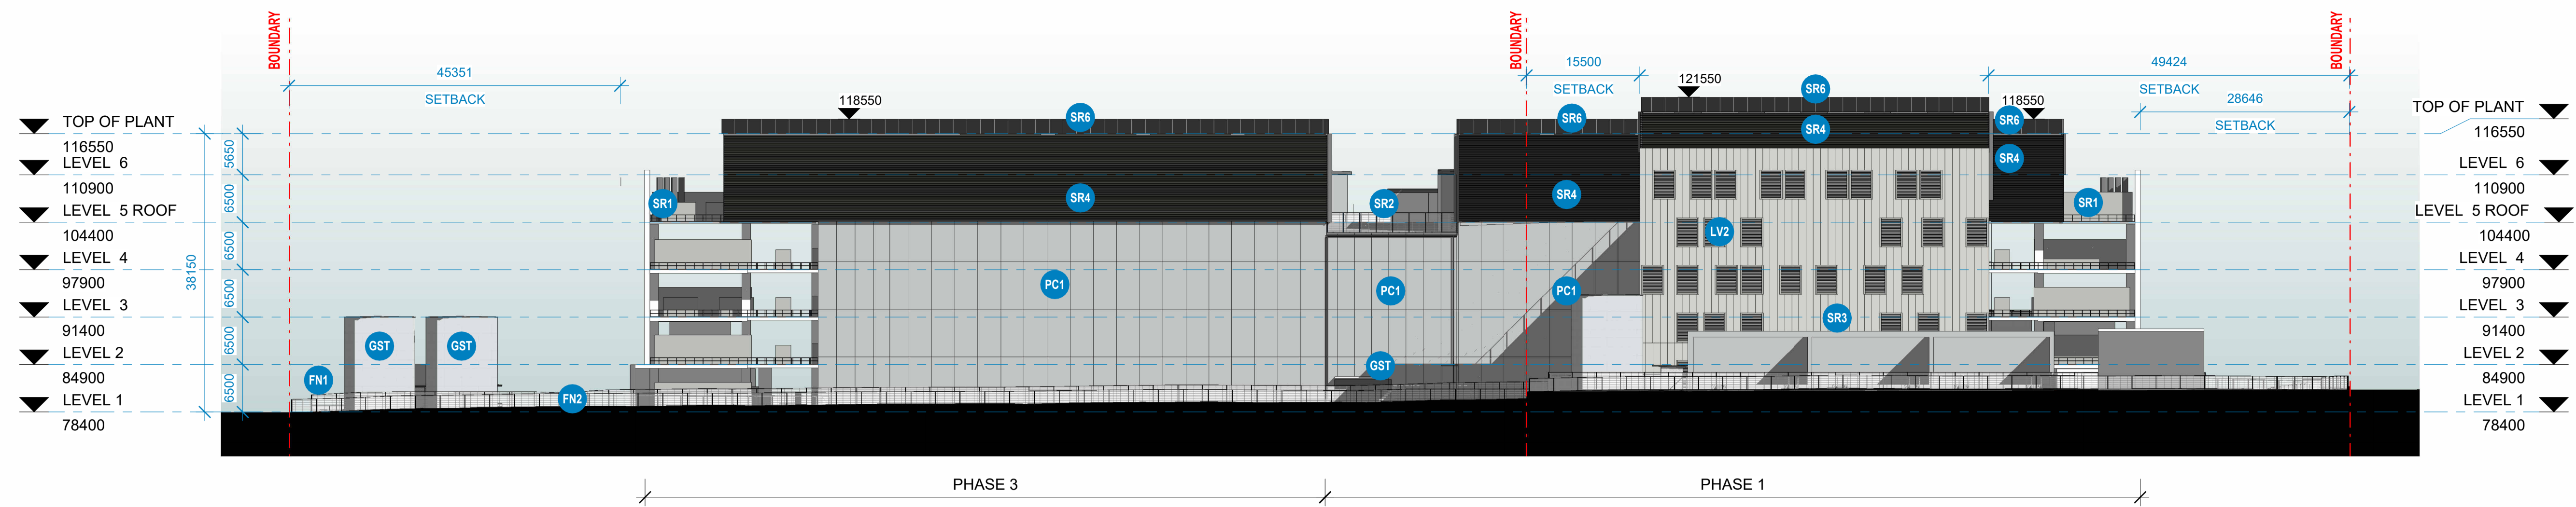 BOUNDARY
BOUNDARY
BOUNDARY
45351
SETBACK
15500
SETBACK
49424
SETBACK
28646
SETBACK
118550
121550
118550
TOP OF PLANT
116550
LEVEL 6
110900
LEVEL 5 ROOF
104400
LEVEL 4
97900
LEVEL 3
91400
LEVEL 2
84900
LEVEL 1
78400
38150
5650
6500
6500
6500
6500
6500
SR6
SR6
SR6
SR6
SR4
SR4
SR4
SR4
SR1
SR2
SR1
LV2
PC1
PC1
PC1
SR3
GST
GST
GST
FN1
FN2
TOP OF PLANT
116550
LEVEL 6
110900
LEVEL 5 ROOF
104400
LEVEL 4
97900
LEVEL 3
91400
LEVEL 2
84900
LEVEL 1
78400
PHASE 3
PHASE 1